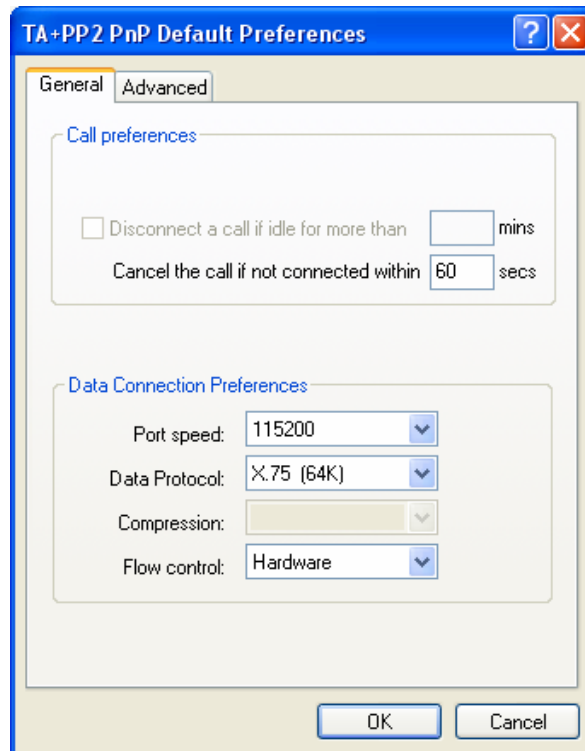 TA+PP2 PnP Default Preferences
General Advanced
Call preferences
Disconnect a call if idle for more than mins
Cancel the call if not connected within 60 secs
Data Connection Preferences
Port speed: 115200
Data Protocol: X.75 (64K)
Compression:
Flow control: Hardware
OK Cancel